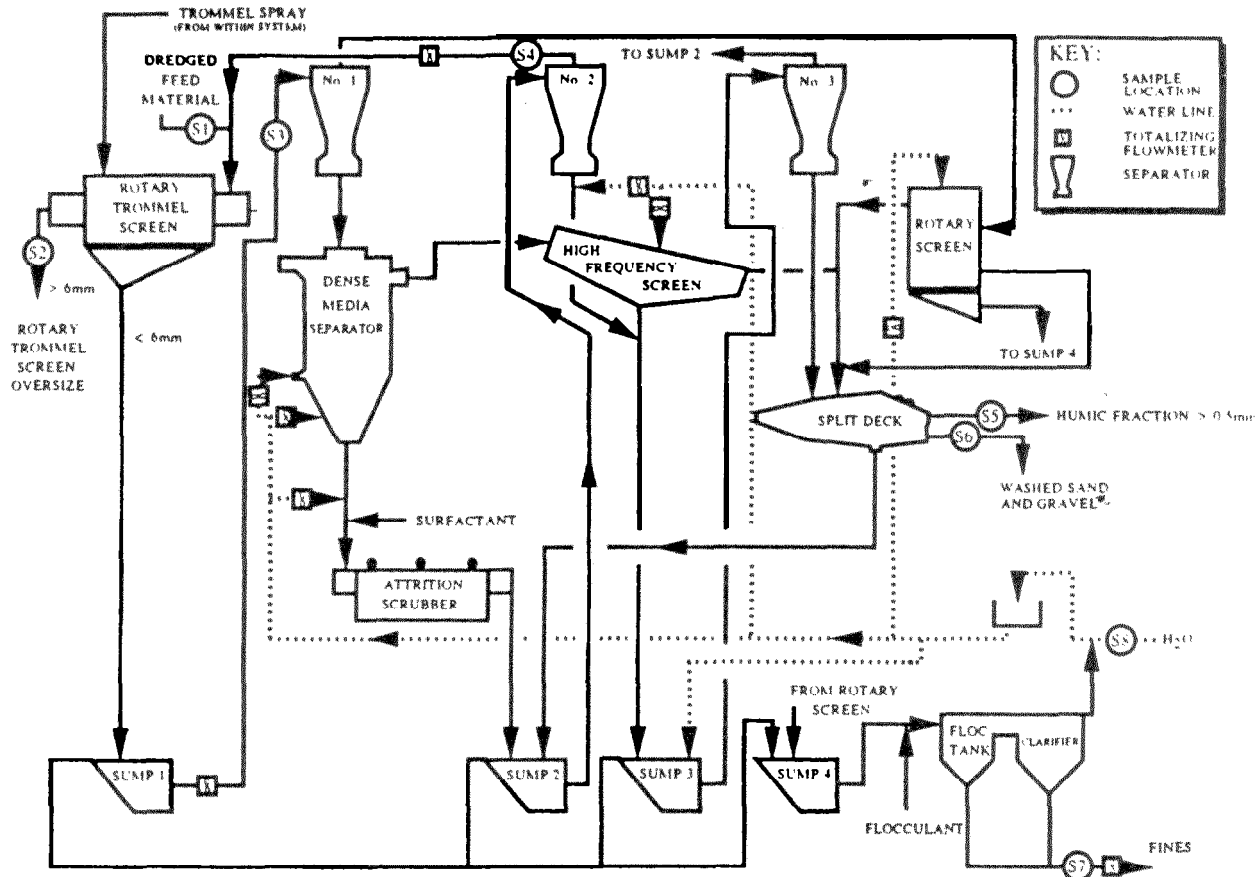 TROMMEL SPRAY
(FROM WITHIN SYSTEM)
DREDGED
FEED
MATERIAL
S1
S3
S4
No. 1
No. 2
TO SUMP 2
No. 3
KEY:
SAMPLE
LOCATION
WATER LINE
TOTALIZING
FLOWMETER
SEPARATOR
ROTARY
TROMMEL
SCREEN
S2
> 6mm
ROTARY
TROMMEL
SCREEN
OVERSIZE
< 6mm
DENSE
MEDIA
SEPARATOR
HIGH
FREQUENCY
SCREEN
ROTARY
SCREEN
TO SUMP 4
SPLIT DECK
S5
HUMIC FRACTION > 0.5mm
S6
WASHED SAND
AND GRAVEL
SURFACTANT
ATTRITION
SCRUBBER
S8
H2O
FROM ROTARY
SCREEN
FLOC
TANK
CLARIFIER
SUMP 1
SUMP 2
SUMP 3
SUMP 4
FLOCCULANT
S7
FINES